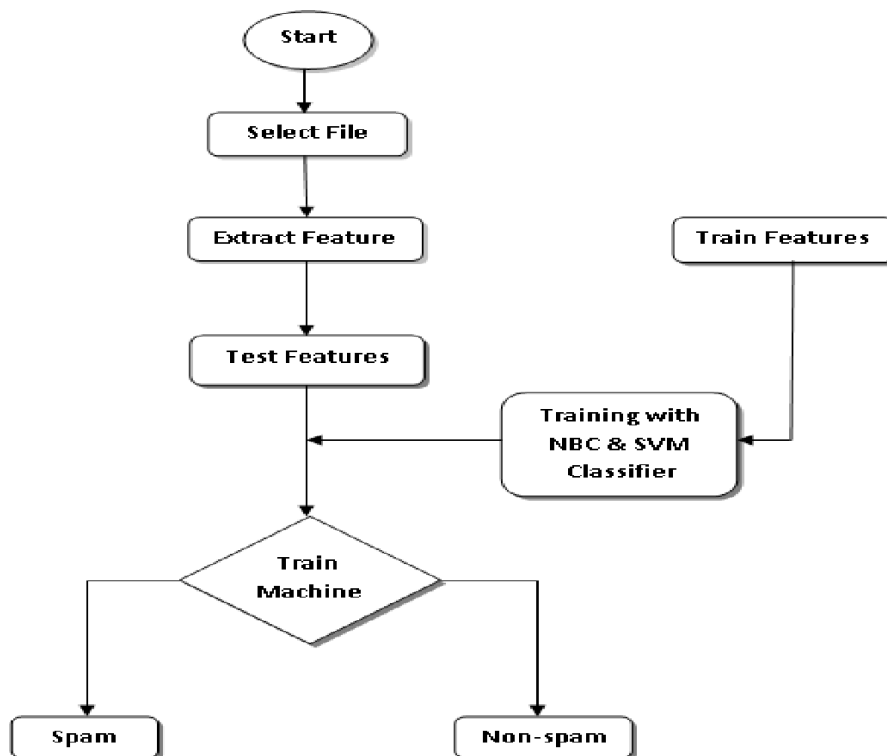 Start
Select File
Extract Feature
Train Features
Test Features
Training with
NBC & SVM
Classifier
Train
Machine
Spam
Non-spam